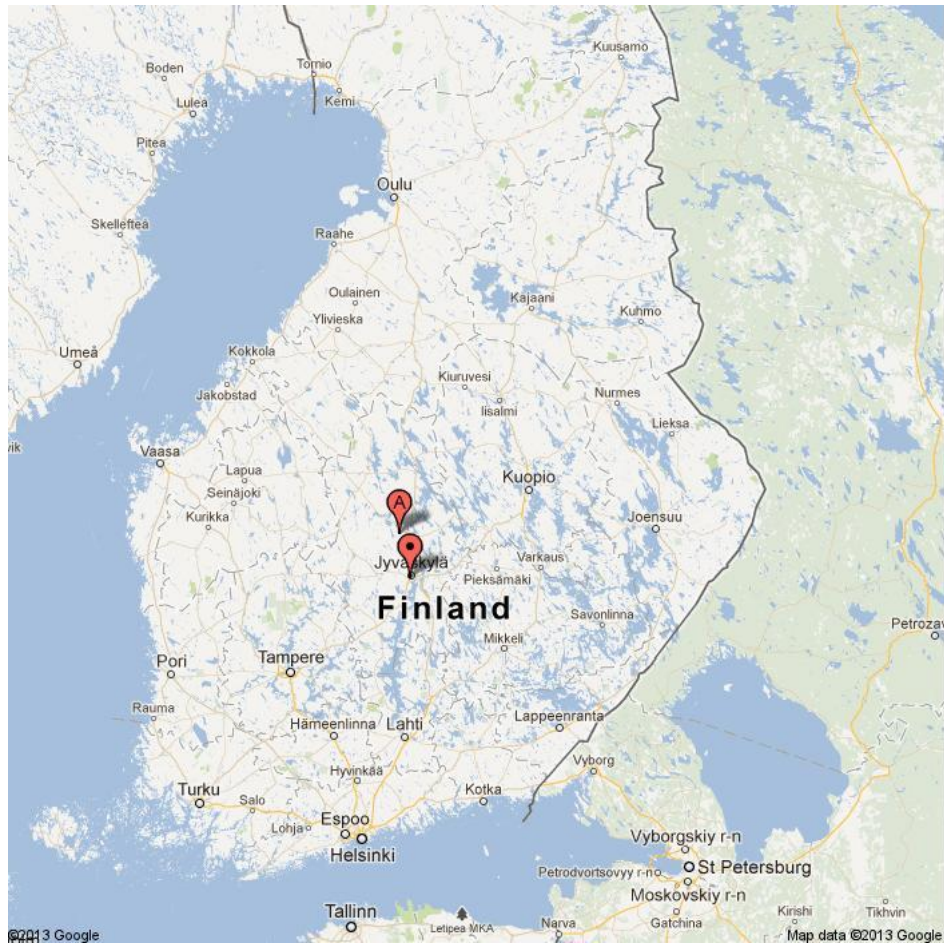 Kuusamo
Boden
Tornio
Kemi
Lulea
Pitea
Oulu
Skellefteå
Raahe
Oulainen
Kajaani
Kuhmo
Ylivieska
Umeå
Kokkola
Kiuruvesi
Jakobstad
Iisalmi
Nurmes
Lieksa
vik
Vaasa
Lapua
Kuopio
Seinäjoki
A
Kurikka
Joensuu
Jyväskylä
Varkaus
Pieksämäki
Finland
Savonlinna
Petrozav
Mikkeli
Tampere
Pori
Rauma
Lappeenranta
Hämeenlinna
Lahti
Vyborg
Hyvinkää
Turku
Kotka
Salo
Espoo
Lohja
Vyborgskiy r-n
Helsinki
St Petersburg
Petrodvortsovyy r-n
Moskovskiy r-n
Tallinn
Letipea MKA
Narva
Gatchina
Kirishi
Tikhvin
©2013 Google
Map data ©2013 Google